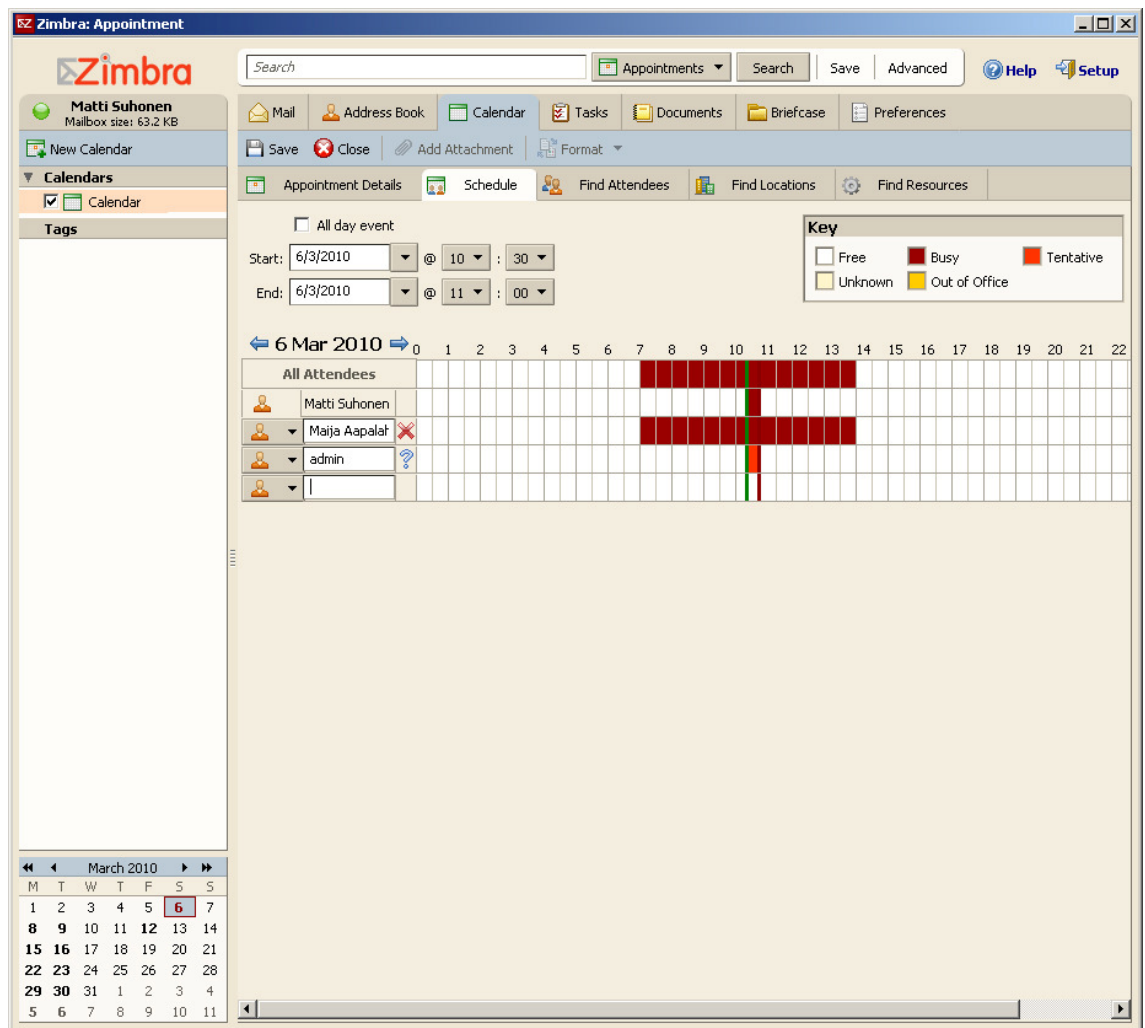 Zimbra: Appointment
Zimbra
Search
Appointments
Search
Save
Advanced
Help
Setup
Matti Suhonen
Mailbox size: 63.2 KB
Mail
Address Book
Calendar
Tasks
Documents
Briefcase
Preferences
New Calendar
Save
Close
Add Attachment
Format
Calendars
Calendar
Tags
Appointment Details
Schedule
Find Attendees
Find Locations
Find Resources
All day event
Start: 6/3/2010 @ 10 : 30
End: 6/3/2010 @ 11 : 00
Key
Free Busy Tentative
Unknown Out of Office
6 Mar 2010 0 1 2 3 4 5 6 7 8 9 10 11 12 13 14 15 16 17 18 19 20 21 22
All Attendees
Matti Suhonen
Maija Aapalah
admin
March 2010
M T W T F S S
1 2 3 4 5 6 7
8 9 10 11 12 13 14
15 16 17 18 19 20 21
22 23 24 25 26 27 28
29 30 31 1 2 3 4
5 6 7 8 9 10 11